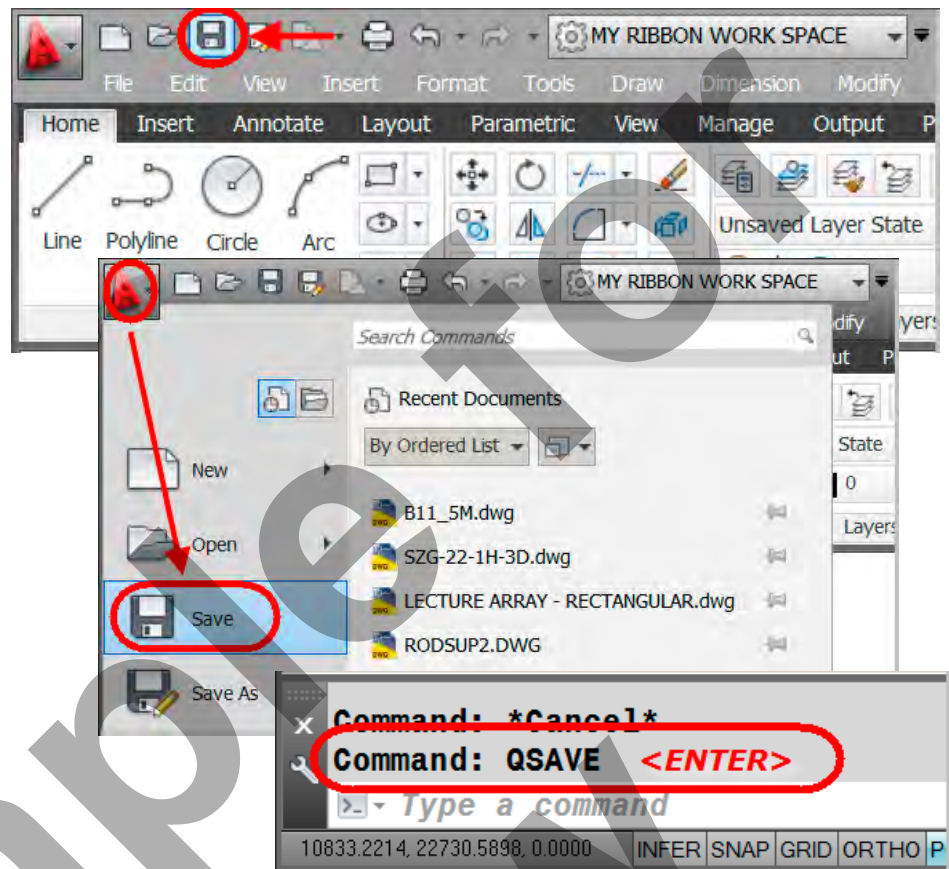 MY RIBBON WORK SPACE
File Edit View Insert Format Tools Draw Dimension Modify
Home Insert Annotate Layout Parametric View Manage Output P
Line Polyline Circle Arc
Unsaved Layer State
MY RIBBON WORK SPACE
Search Commands
dify yers
ut P
Recent Documents
By Ordered List
State
New
0
B11_5M.dwg
Layers
Open
SZG-22-1H-3D.dwg
LECTURE ARRAY - RECTANGULAR.dwg
Save
RODSUP2.DWG
Save As
Command: *Cancel*
Command: QSAVE <ENTER>
Type a command
10833.2214, 22730.5898, 0.0000 INFER SNAP GRID ORTHO P